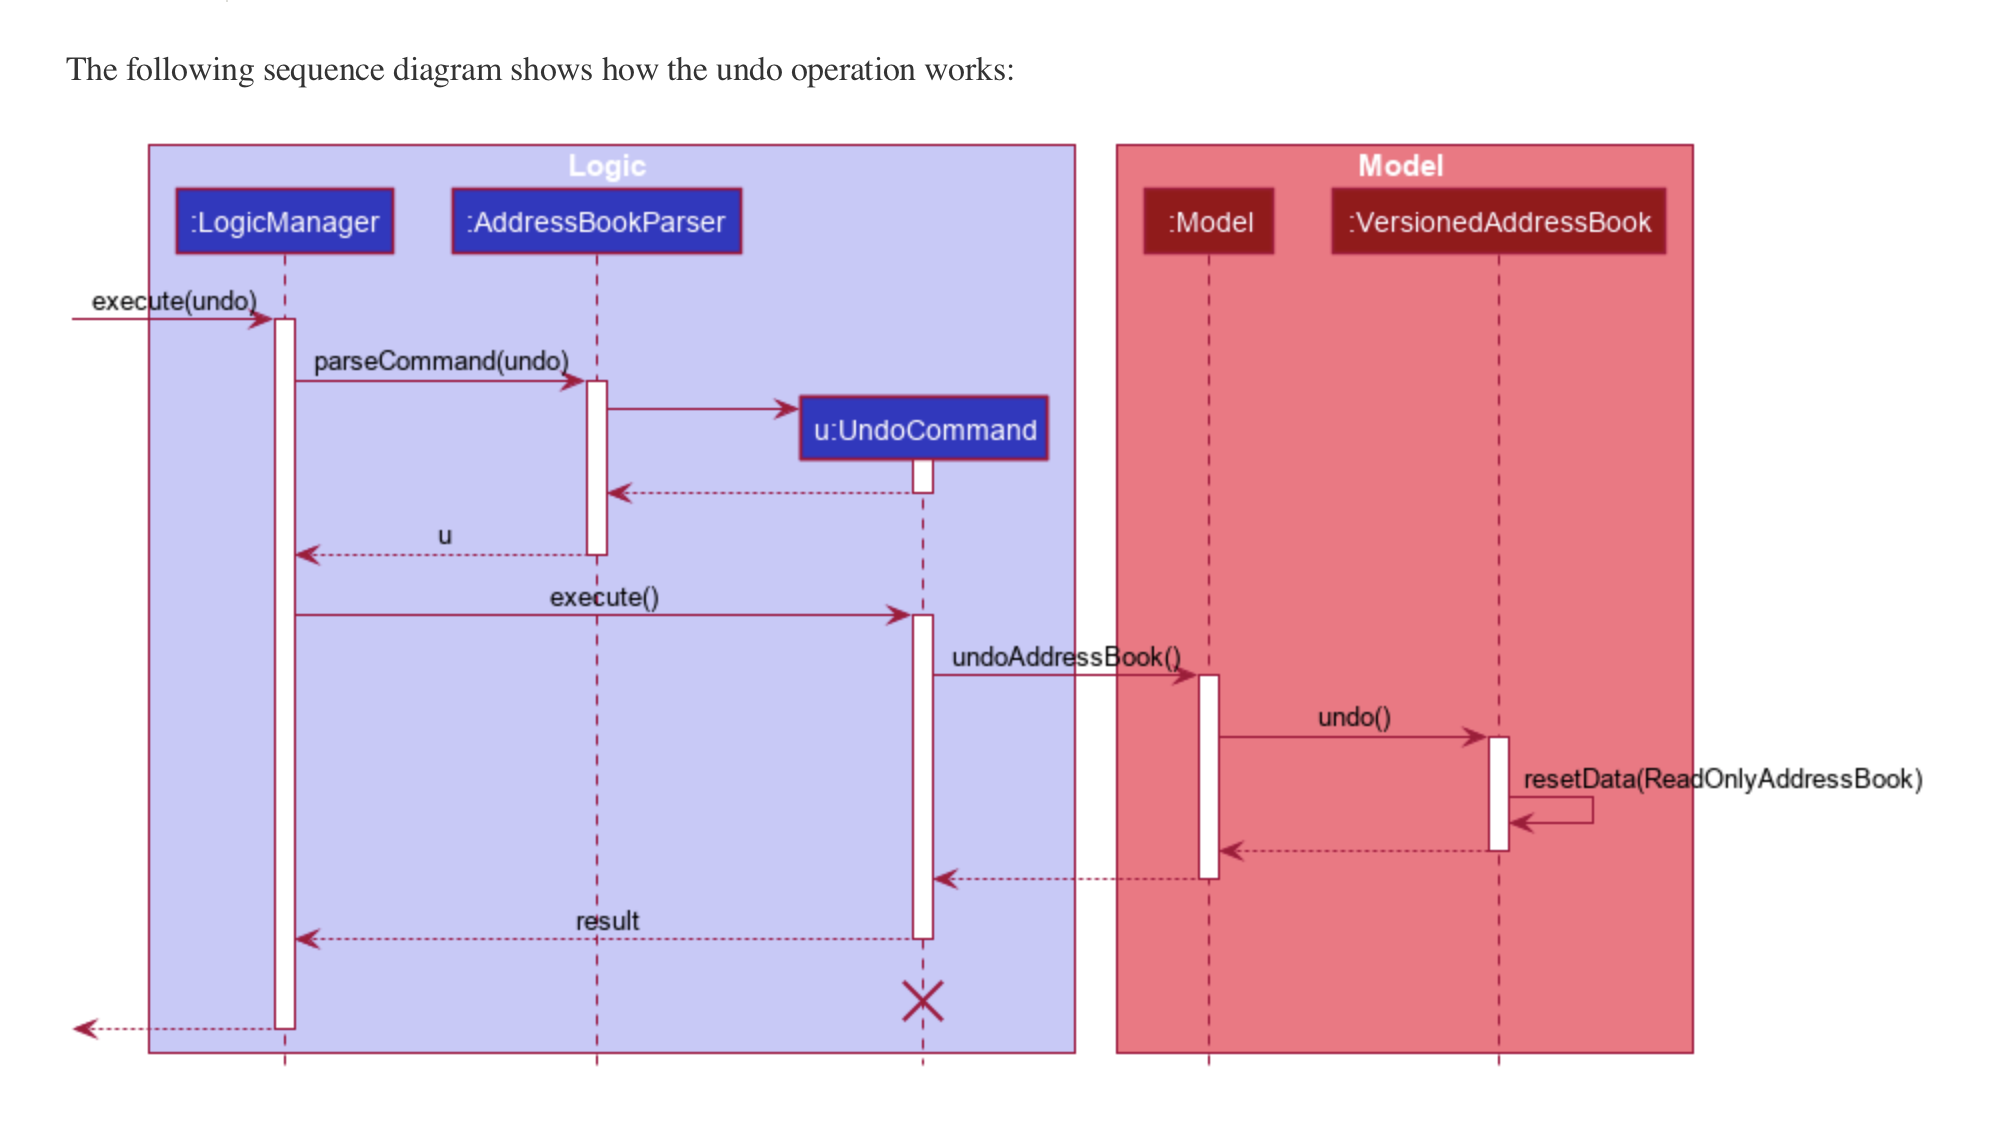 The following sequence diagram shows how the undo operation works:
Logic
Model
:LogicManager
:AddressBookParser
:Model
:VersionedAddressBook
execute(undo)
parseCommand(undo)
u:UndoCommand
u
execute()
undoAddressBook()
undo()
resetData(ReadOnlyAddressBook)
result